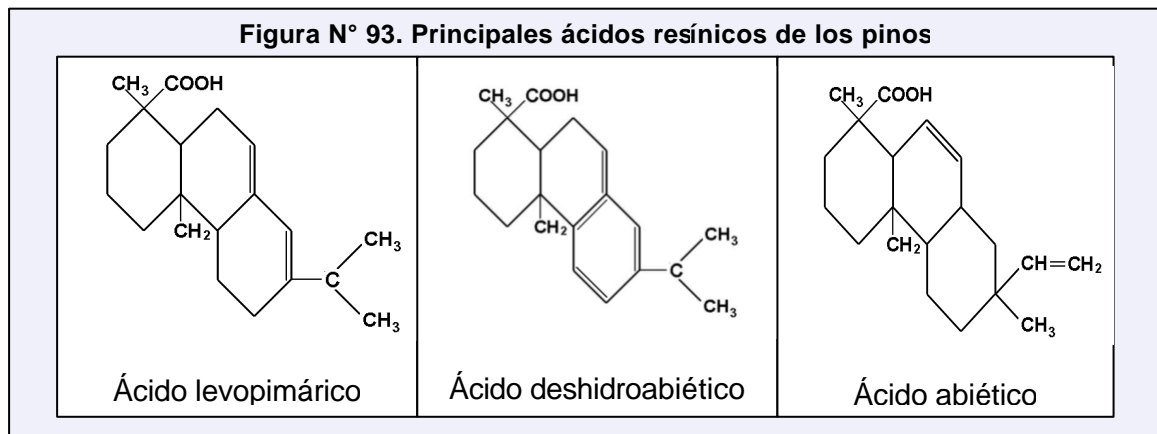 Figura N° 93. Principales ácidos resínicos de los pinos
CH3 COOH
CH2
CH3
C
CH3
Ácido levopimárico
CH3 COOH
CH2
CH3
C
CH3
Ácido deshidroabiético
CH3 COOH
CH2
CH=CH2
CH3
Ácido abiético